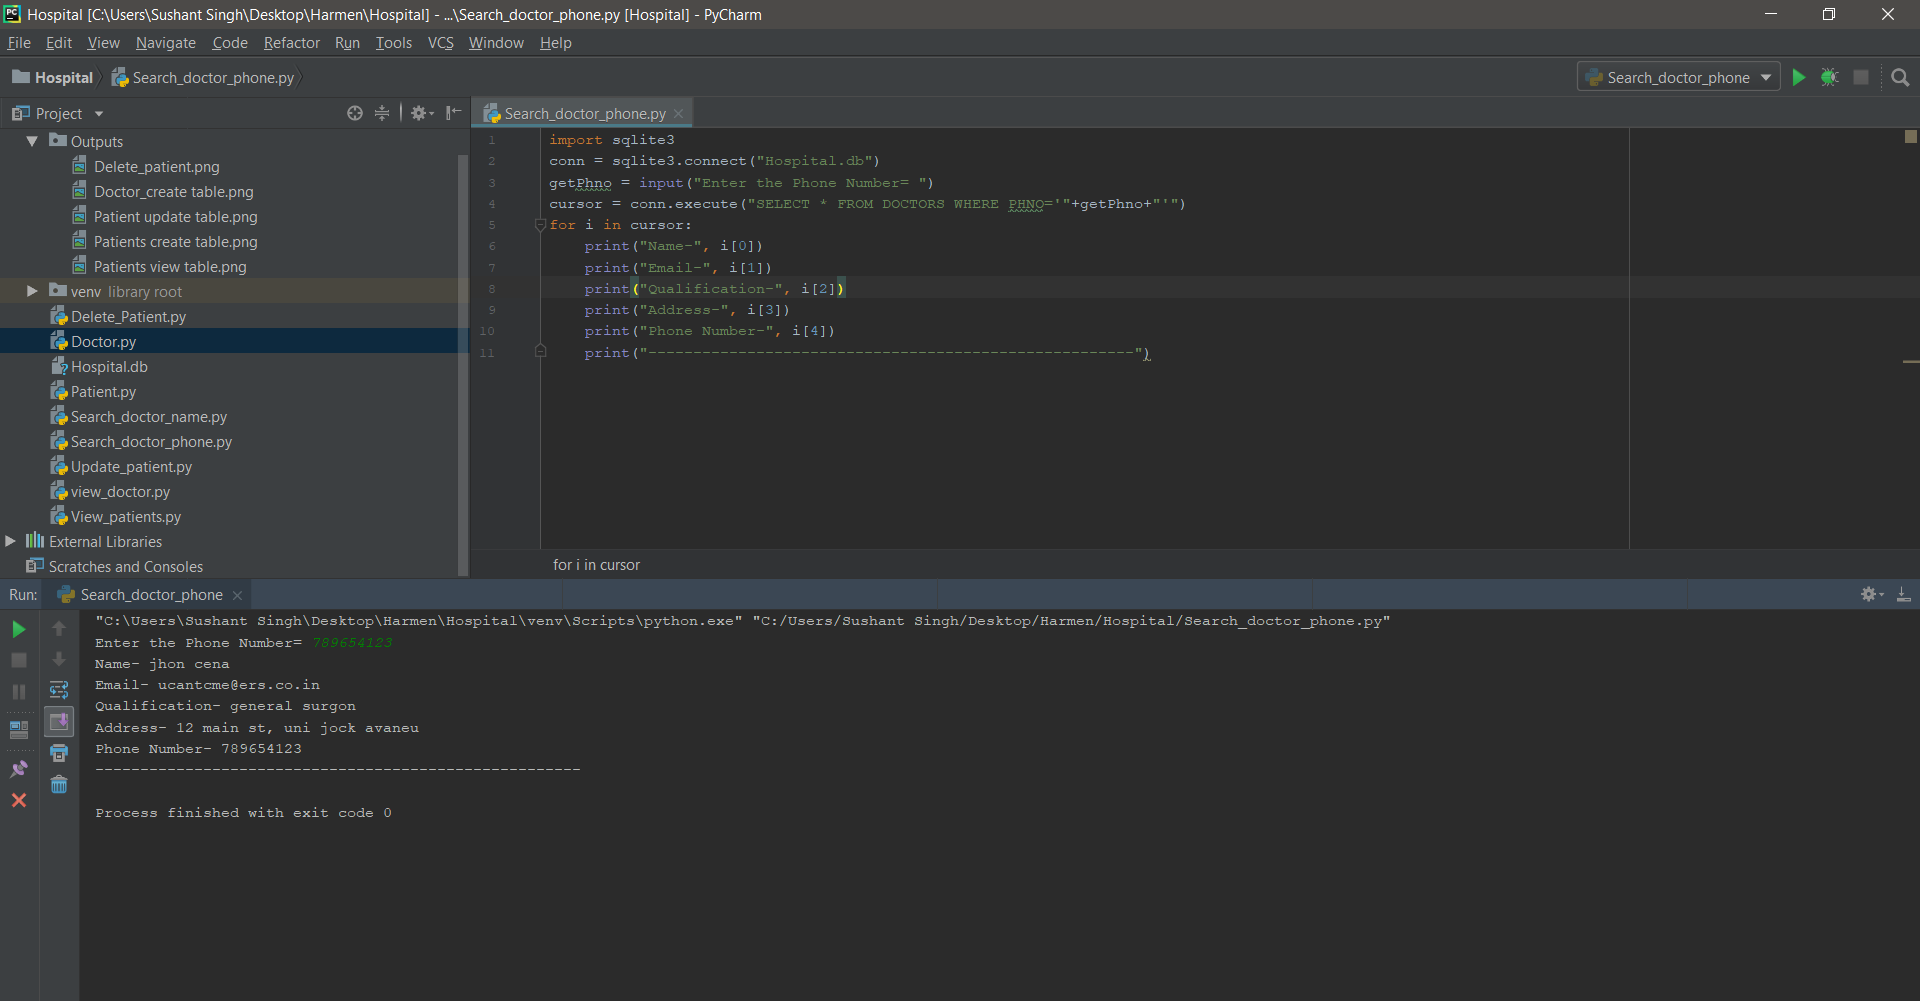 Hospital [C:\Users\Sushant Singh\Desktop\Harmen\Hospital] - ...\Search_doctor_phone.py [Hospital] - PyCharm
File Edit View Navigate Code Refactor Run Tools VCS Window Help
Hospital Search_doctor_phone.py Search_doctor_phone
Project
Search_doctor_phone.py
Outputs
Delete_patient.png
Doctor_create table.png
Patient update table.png
Patients create table.png
Patients view table.png
venv library root
Delete_Patient.py
Doctor.py
Hospital.db
Patient.py
Search_doctor_name.py
Search_doctor_phone.py
Update_patient.py
view_doctor.py
View_patients.py
External Libraries
Scratches and Consoles
1 import sqlite3
2 conn = sqlite3.connect("Hospital.db")
3 getPhno = input("Enter the Phone Number= ")
4 cursor = conn.execute("SELECT * FROM DOCTORS WHERE PHNO='"+getPhno+"'")
5 for i in cursor:
6 print("Name-", i[0])
7 print("Email-", i[1])
8 print("Qualification-", i[2])
9 print("Address-", i[3])
10 print("Phone Number-", i[4])
11 print("------------------------------------------------------")
for i in cursor
Run: Search_doctor_phone
"C:\Users\Sushant Singh\Desktop\Harmen\Hospital\venv\Scripts\python.exe" "C:/Users/Sushant Singh/Desktop/Harmen/Hospital/Search_doctor_phone.py"
Enter the Phone Number= 789654123
Name- jhon cena
Email- ucantcme@ers.co.in
Qualification- general surgon
Address- 12 main st, uni jock avaneu
Phone Number- 789654123
------------------------------------------------------
Process finished with exit code 0